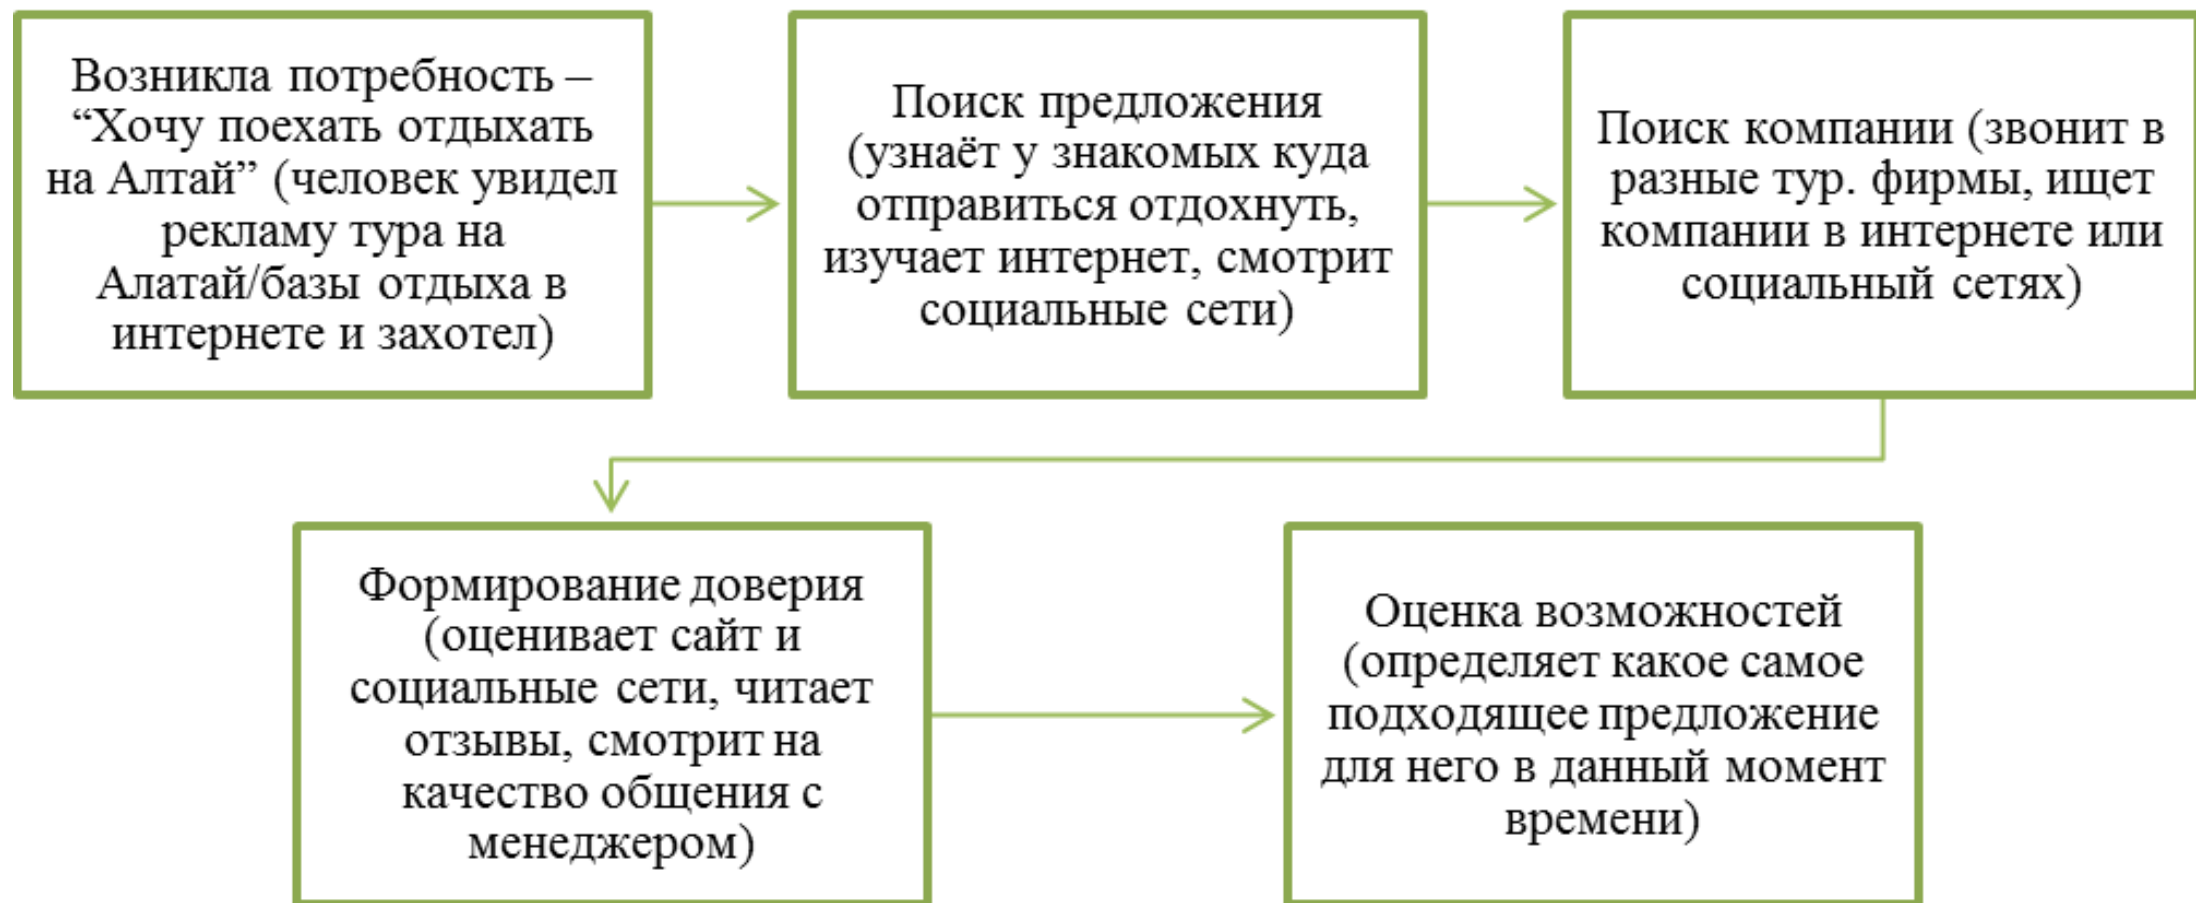 Возникла потребность –
“Хочу поехать отдыхать
на Алтай” (человек увидел
рекламу тура на
Алатай/базы отдыха в
интернете и захотел)
Поиск предложения
(узнаёт у знакомых куда
отправиться отдохнуть,
изучает интернет, смотрит
социальные сети)
Поиск компании (звонит в
разные тур. фирмы, ищет
компании в интернете или
социальный сетях)
Формирование доверия
(оценивает сайт и
социальные сети, читает
отзывы, смотрит на
качество общения с
менеджером)
Оценка возможностей
(определяет какое самое
подходящее предложение
для него в данный момент
времени)